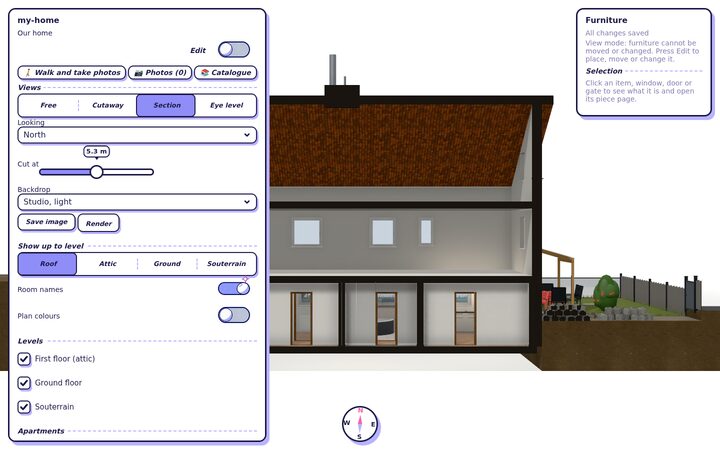 my-home
Our home
Edit
🚶 Walk and take photos
📷 Photos (0)
📚 Catalogue
Views
Free
Cutaway
Section
Eye level
Looking
North
5.3 m
Cut at
Backdrop
Studio, light
Save image
Render
Show up to level
Roof
Attic
Ground
Souterrain
Room names
Plan colours
Levels
First floor (attic)
Ground floor
Souterrain
Apartments
Furniture
All changes saved
View mode: furniture cannot be
moved or changed. Press Edit to
place, move or change it.
Selection
Click an item, window, door or
gate to see what it is and open
its piece page.
N
W
E
S